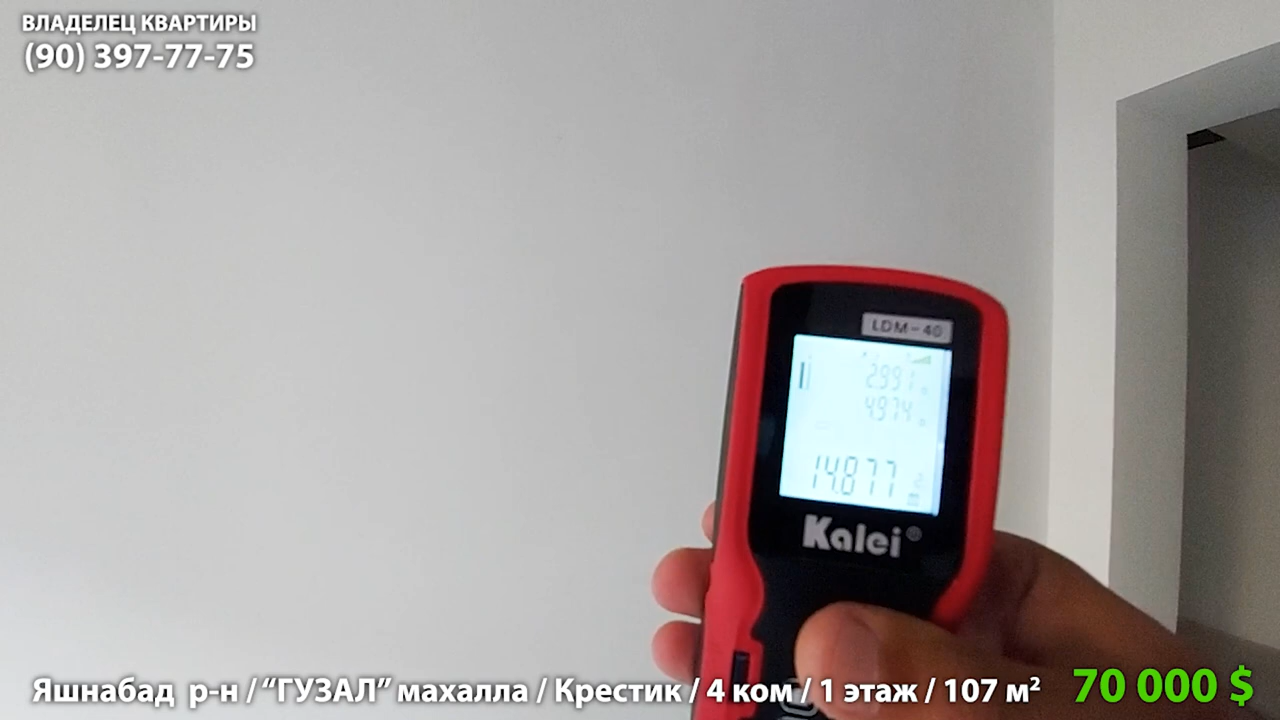 ВЛАДЕЛЕЦ КВАРТИРЫ
(90) 397-77-75
LDM-40
2.991
4.974
14.877
Kalei®
Яшнабад р-н / “ГУЗАЛ” махалла / Крестик / 4 ком / 1 этаж / 107 м² 70 000 $